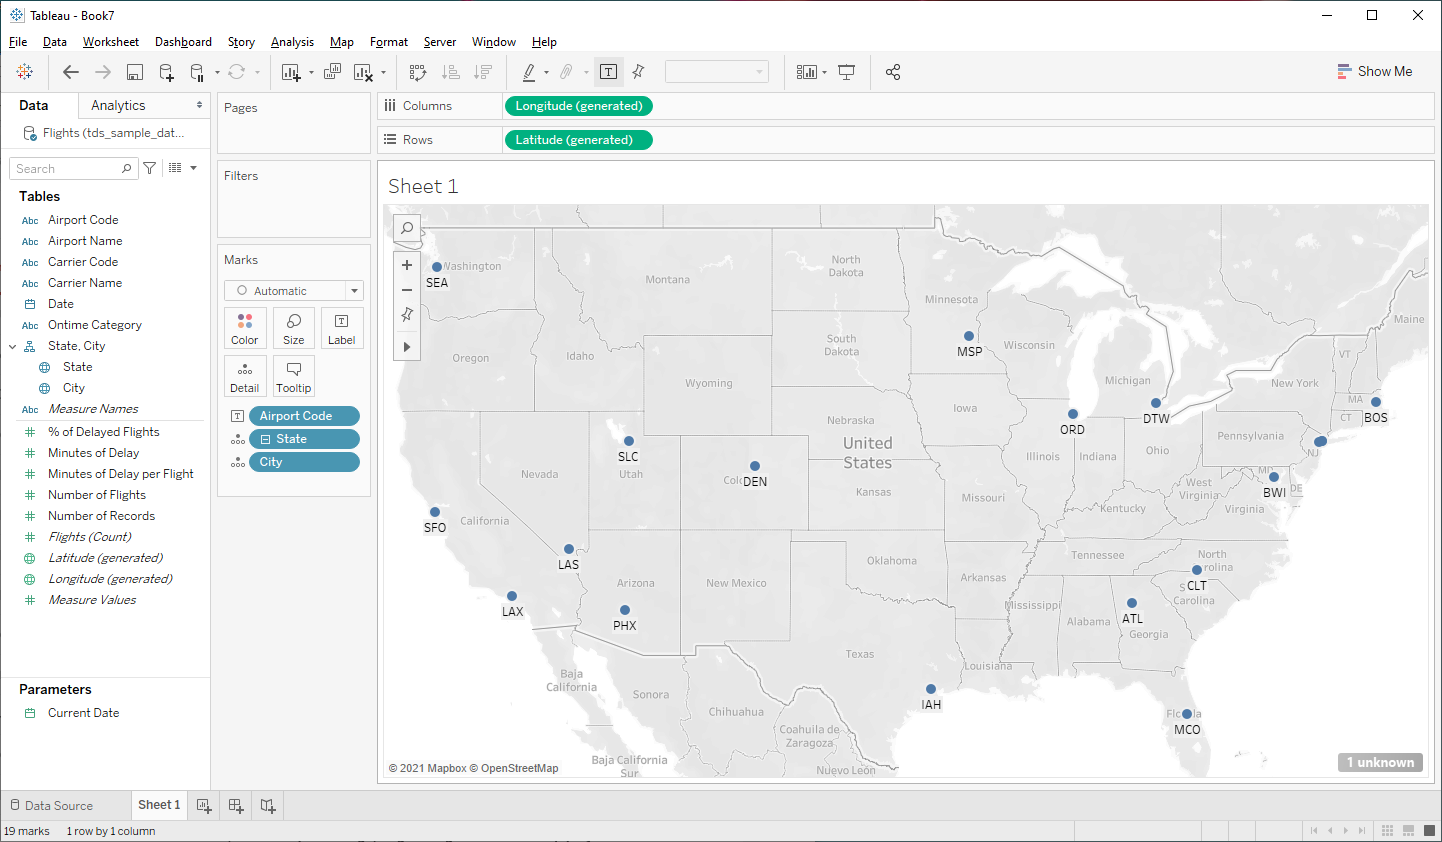 Tableau - Book7
File Data Worksheet Dashboard Story Analysis Map Format Server Window Help
Show Me
Data Analytics
Flights (tds_sample_dat...
Search
Tables
Abc Airport Code
Abc Airport Name
Abc Carrier Code
Abc Carrier Name
Date
Abc Ontime Category
State, City
State
City
Abc Measure Names
% of Delayed Flights
Minutes of Delay
Minutes of Delay per Flight
Number of Flights
Number of Records
Flights (Count)
Latitude (generated)
Longitude (generated)
Measure Values
Parameters
Current Date
Pages
Filters
Marks
Automatic
Color Size Label
Detail Tooltip
Airport Code
State
City
Columns Longitude (generated)
Rows Latitude (generated)
Sheet 1
Washington
SEA
Montana
North
Dakota
Minnesota
MSP
Wisconsin
Maine
Oregon
Idaho
South
Dakota
Wyoming
Michigan
VT
New York
DTW
MA
BOS
CT
Nebraska
Iowa
ORD
United
States
Pennsylvania
NJ
SLC
Utah
Nevada
DEN
Illinois
Indiana
Ohio
MD
BWI
DE
West
Virginia
Virginia
Kansas
Missouri
Kentucky
SFO
California
LAS
Tennessee
North
Oklahoma
Arkansas
CLT
Carolina
Arizona
New Mexico
LAX
PHX
Mississippi
Alabama
ATL
Georgia
Texas
Louisiana
Baja
California
Sonora
IAH
Chihuahua
MCO
Coahuila de
Zaragoza
Baja California
Sur
Nuevo León
© 2021 Mapbox © OpenStreetMap
1 unknown
Data Source Sheet 1
19 marks 1 row by 1 column